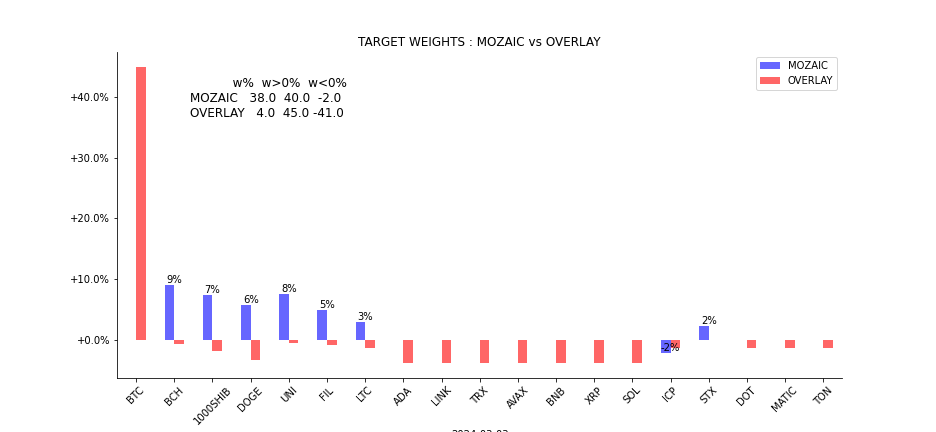 TARGET WEIGHTS : MOZAIC vs OVERLAY
MOZAIC
OVERLAY
w% w>0% w<0%
MOZAIC 38.0 40.0 -2.0
OVERLAY 4.0 45.0 -41.0
+40.0%
+30.0%
+20.0%
+10.0%
+0.0%
9%
7%
6%
8%
5%
3%
-2%
2%
BTC
BCH
1000SHIB
DOGE
UNI
FIL
LTC
ADA
LINK
TRX
AVAX
BNB
XRP
SOL
ICP
STX
DOT
MATIC
TON